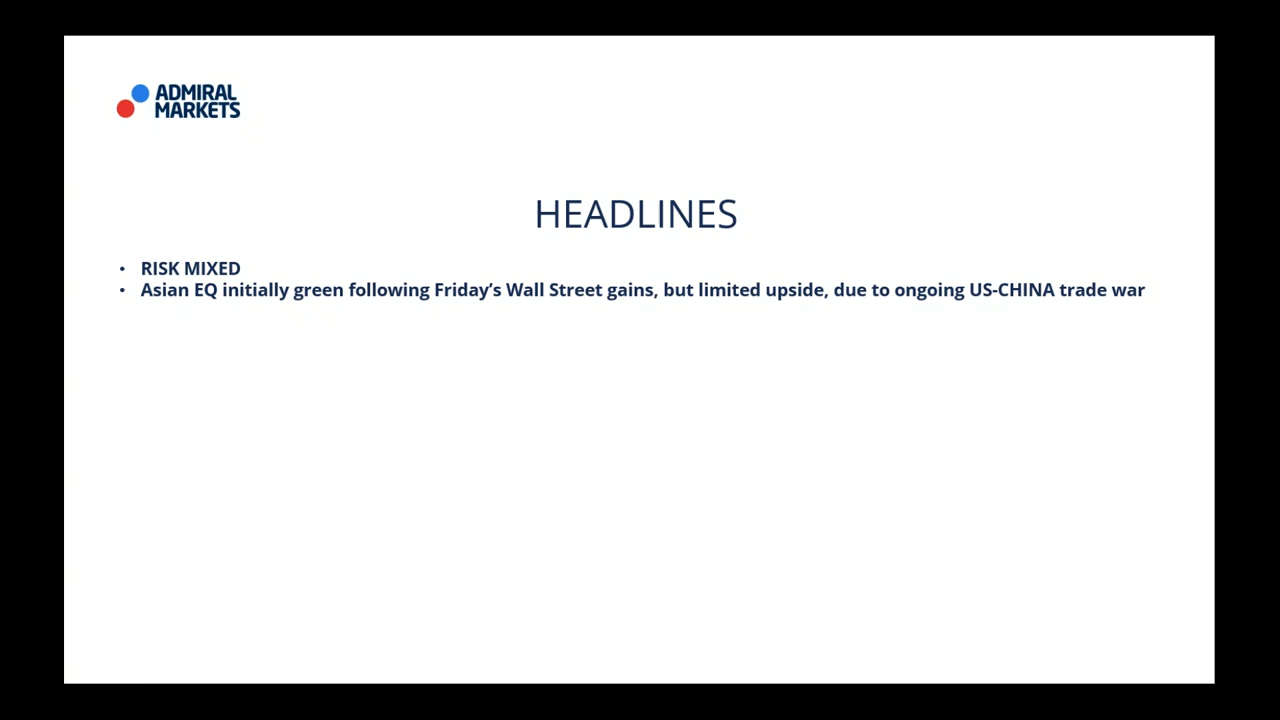 ADMIRAL
MARKETS
HEADLINES
• RISK MIXED
• Asian EQ initially green following Friday’s Wall Street gains, but limited upside, due to ongoing US-CHINA trade war